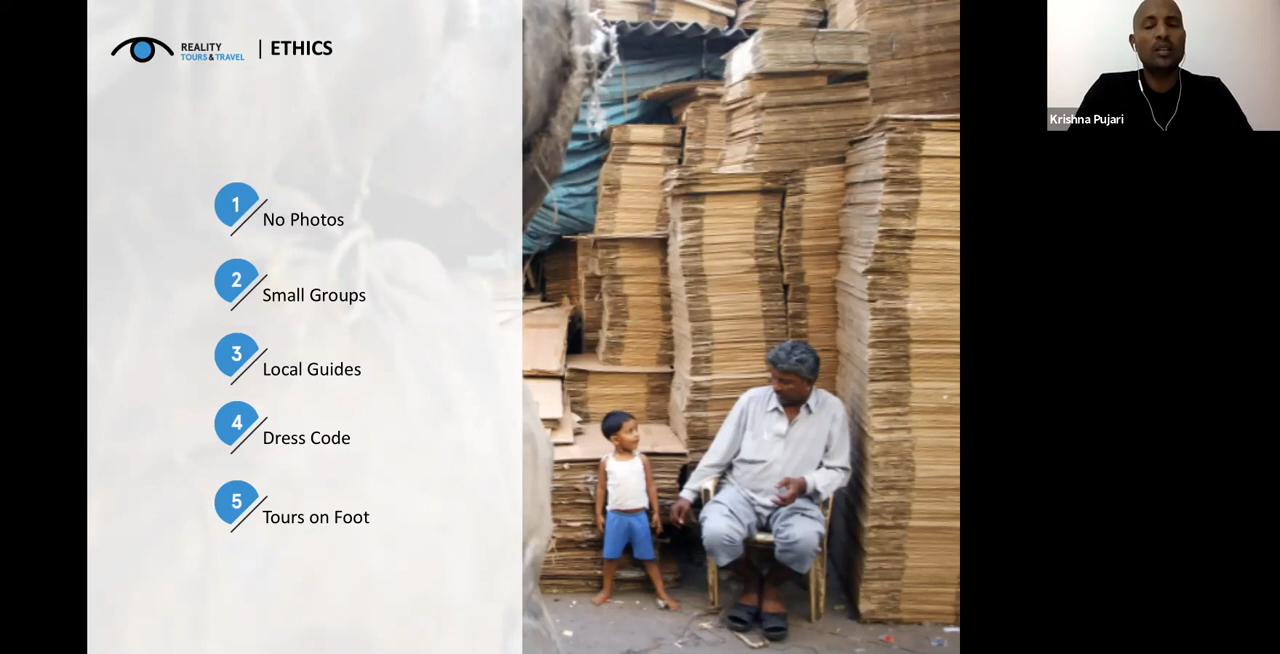 REALITY
TOURS & TRAVEL
| ETHICS
1
No Photos
2
Small Groups
3
Local Guides
4
Dress Code
5
Tours on Foot
Krishna Pujari